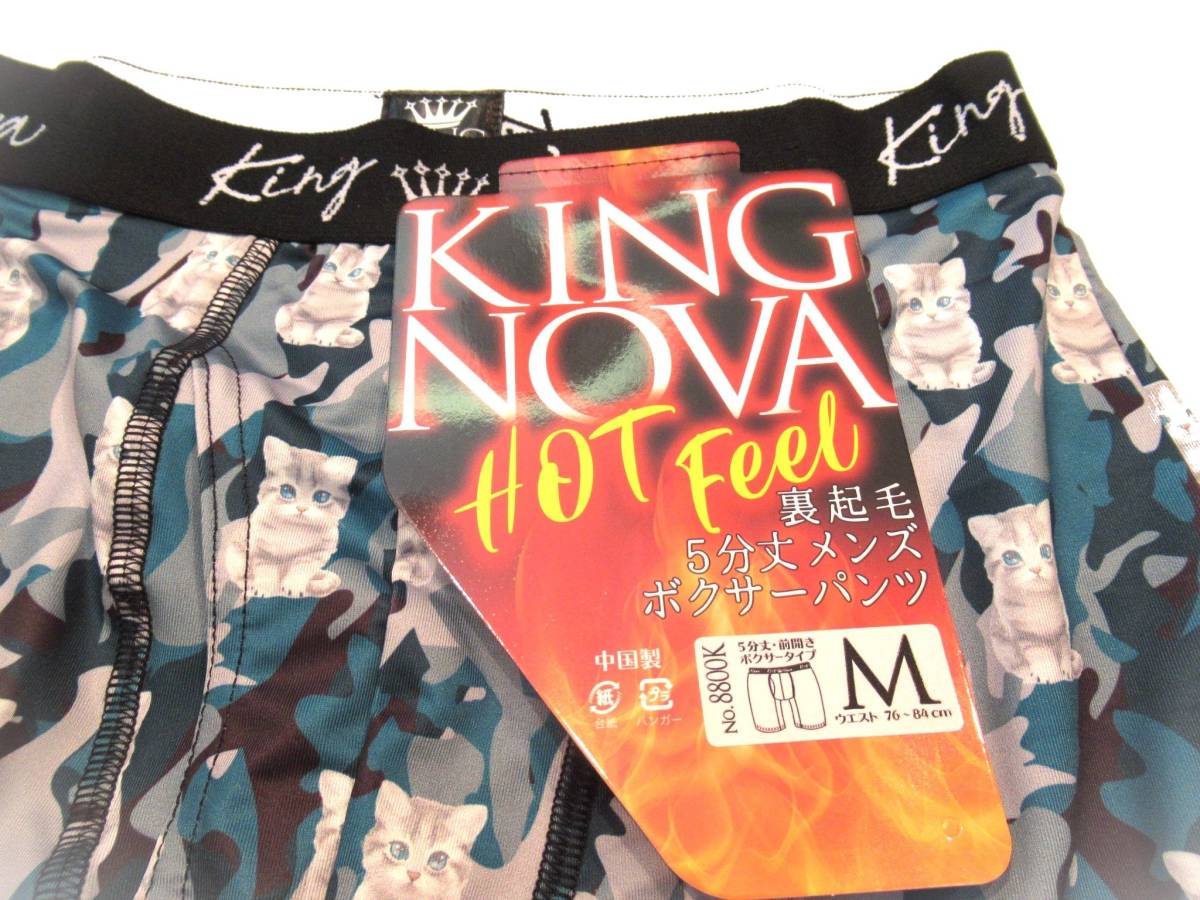 King
King
KING
NOVA
HOT Feel
裏起毛
5分丈メンズ
ボクサーパンツ
中国製
紙
台紙
プラ
ハンガー
No.8800K
5分丈・前開き
ボクサータイプ
M
ウエスト 76~84cm